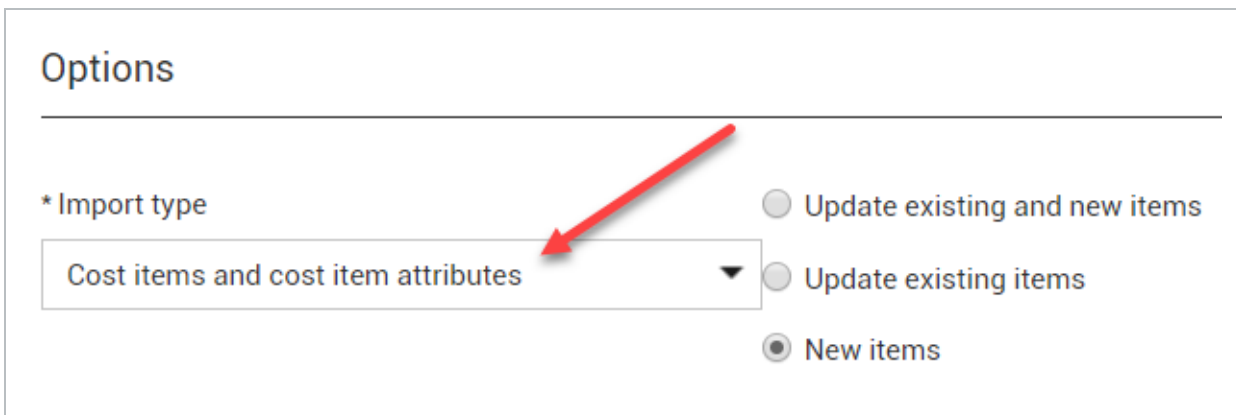 Options
* Import type
Cost items and cost item attributes
Update existing and new items
Update existing items
New items